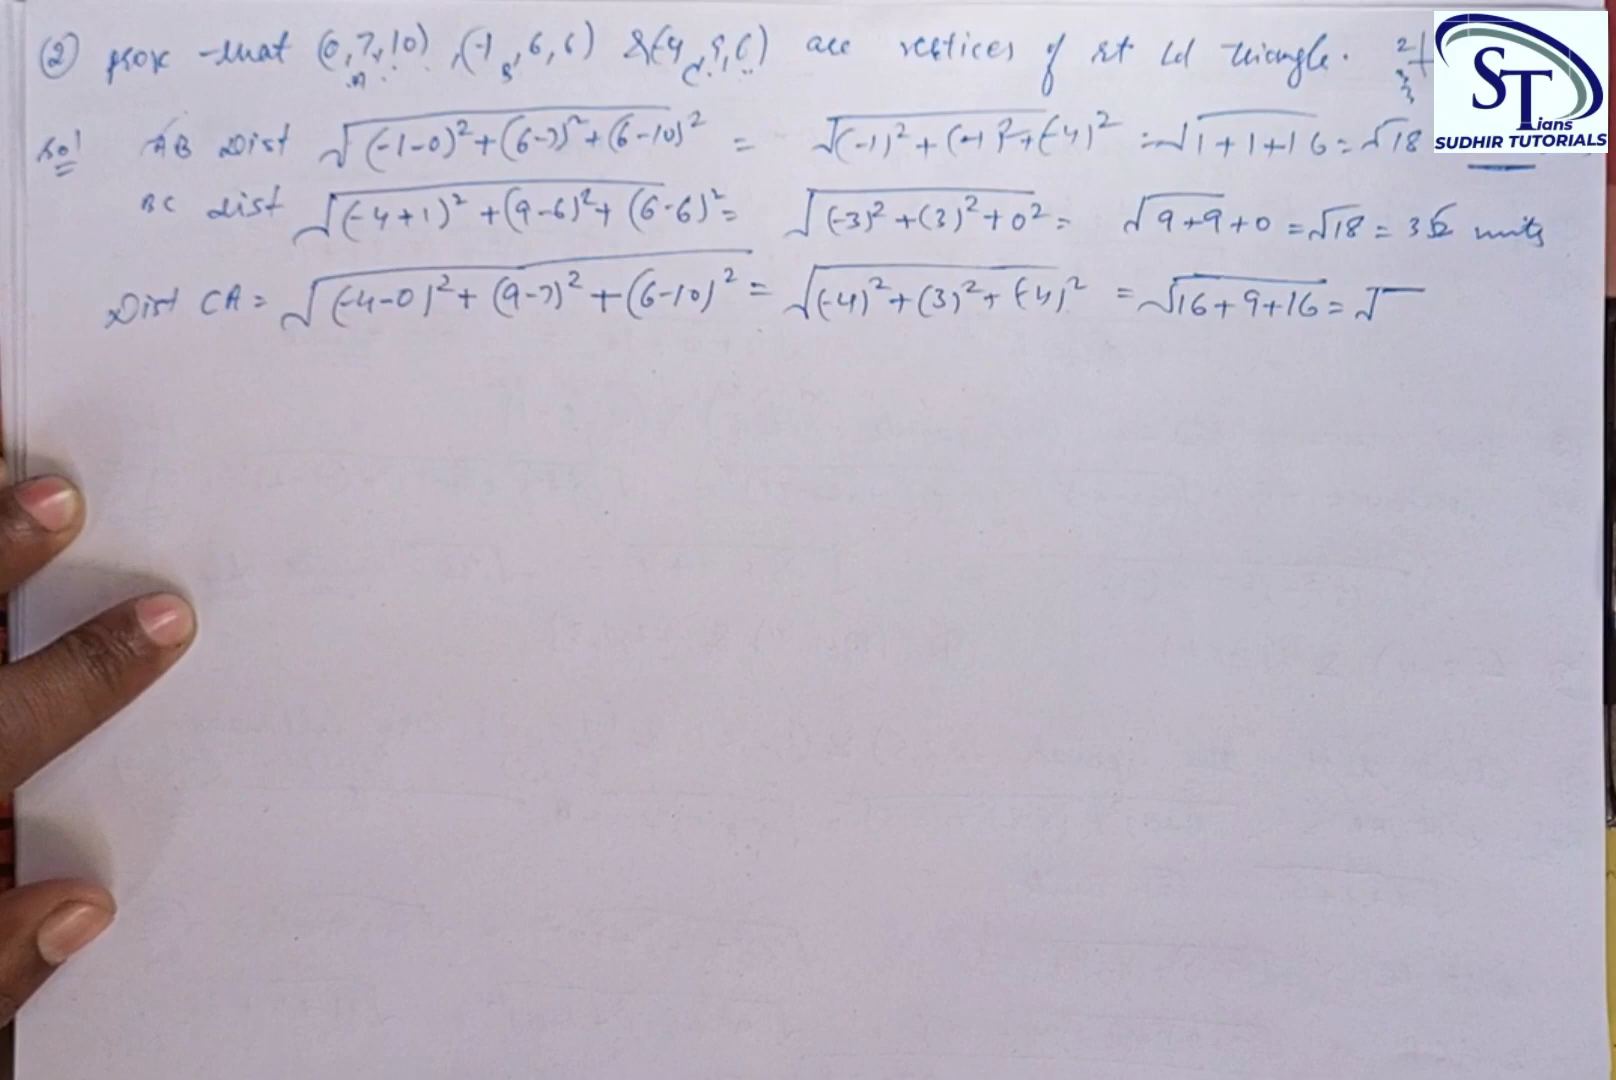 ② prove that (0,7,10), (-1,6,6) & (-4,9,6) are vertices of rt ∠d triangle.
A B C
Sol AB Dist √(-1-0)²+(6-7)²+(6-10)² = √(-1)²+(-1)²+(-4)² = √1+1+16 = √18
BC dist √(-4+1)²+(9-6)²+(6-6)² = √(-3)²+(3)²+0² = √9+9+0 = √18 = 3√2 units
Dist CA = √(-4-0)²+(9-7)²+(6-10)² = √(-4)²+(3)²+(-4)² = √16+9+16 = √
ST
ians
SUDHIR TUTORIALS